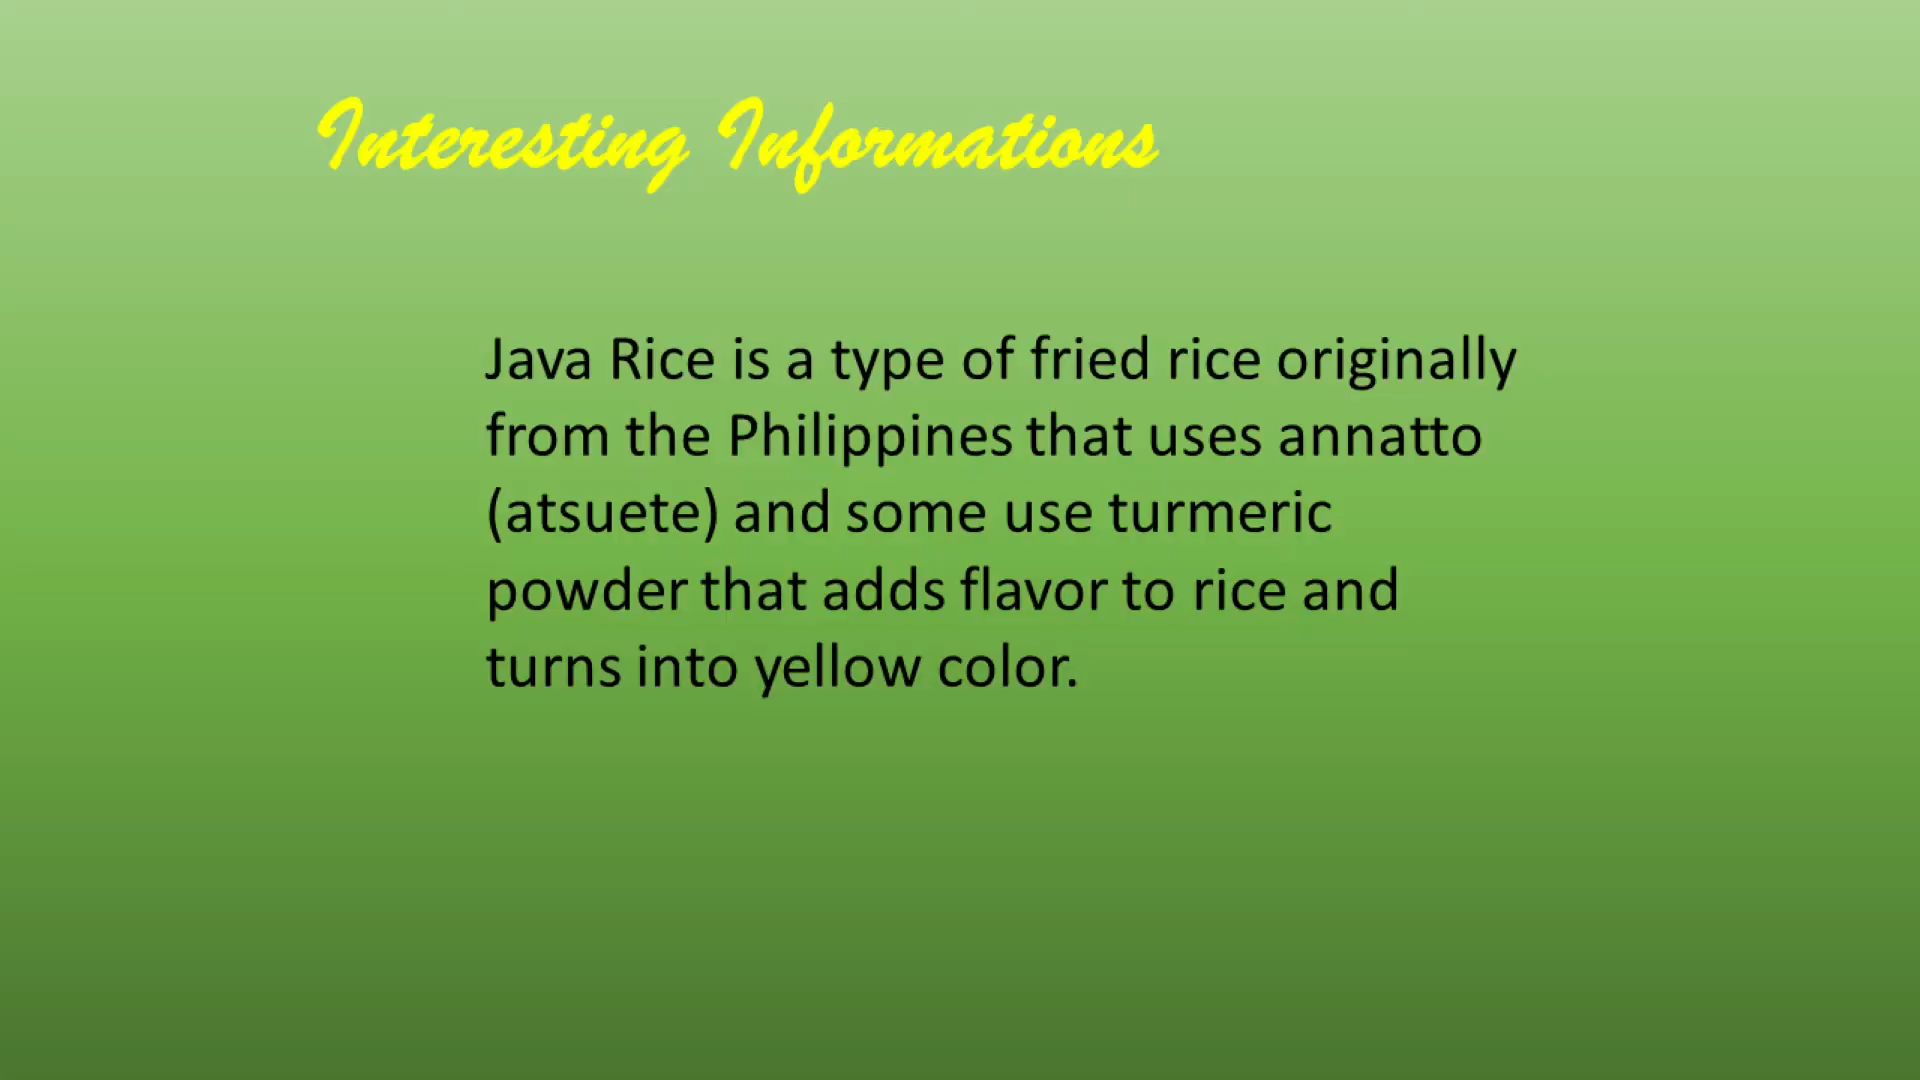 Interesting Informations
Java Rice is a type of fried rice originally
from the Philippines that uses annatto
(atsuete) and some use turmeric
powder that adds flavor to rice and
turns into yellow color.